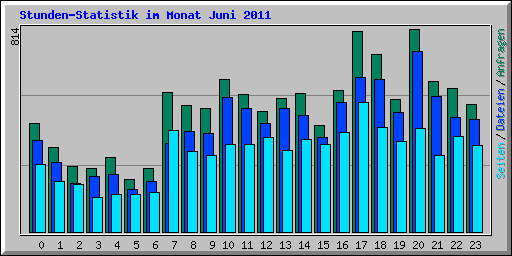 Stunden-Statistik im Monat Juni 2011
814
Seiten / Dateien / Anfragen
0 1 2 3 4 5 6 7 8 9 10 11 12 13 14 15 16 17 18 19 20 21 22 23